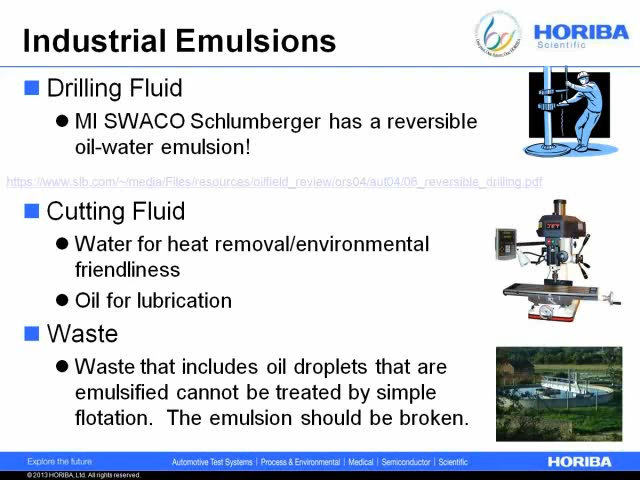 Industrial Emulsions
HORIBA
Scientific
Drilling Fluid
MI SWACO Schlumberger has a reversible
oil-water emulsion!
https://www.slb.com/~/media/Files/resources/oilfield_review/ors04/aut04/06_reversible_drilling.pdf
Cutting Fluid
Water for heat removal/environmental
friendliness
Oil for lubrication
JET
Waste
Waste that includes oil droplets that are
emulsified cannot be treated by simple
flotation. The emulsion should be broken.
Explore the future
Automotive Test Systems | Process & Environmental | Medical | Semiconductor | Scientific
HORIBA
© 2013 HORIBA, Ltd. All rights reserved.